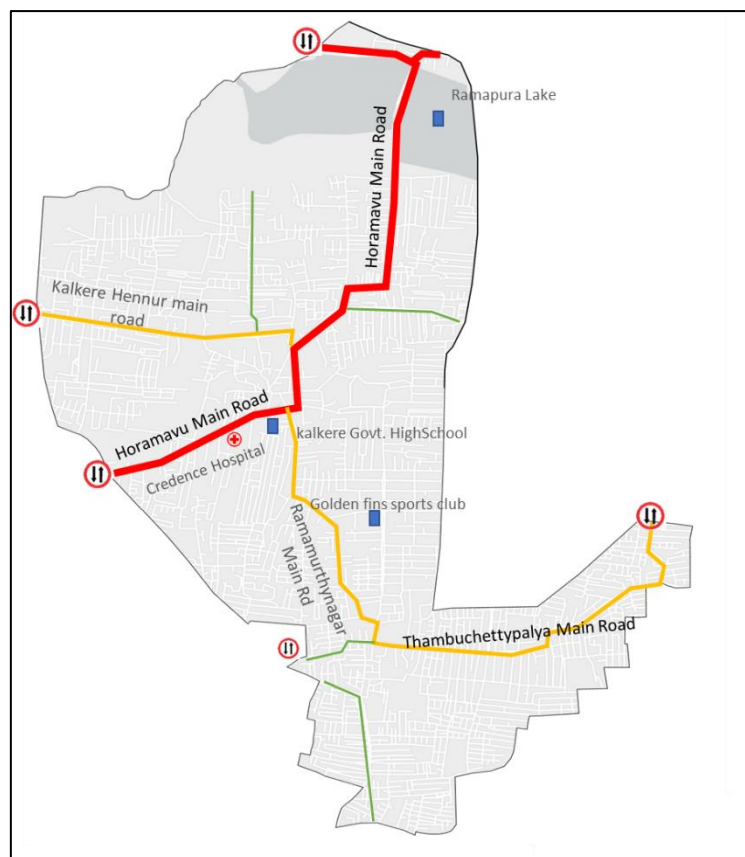 Ramapura Lake
Horamavu Main Road
Kalkere Hennur main
road
Horamavu Main Road
kalkere Govt. HighSchool
Credence Hospital
Golden fins sports club
Ramamurthynagar
Main Rd
Thambuchettypalya Main Road